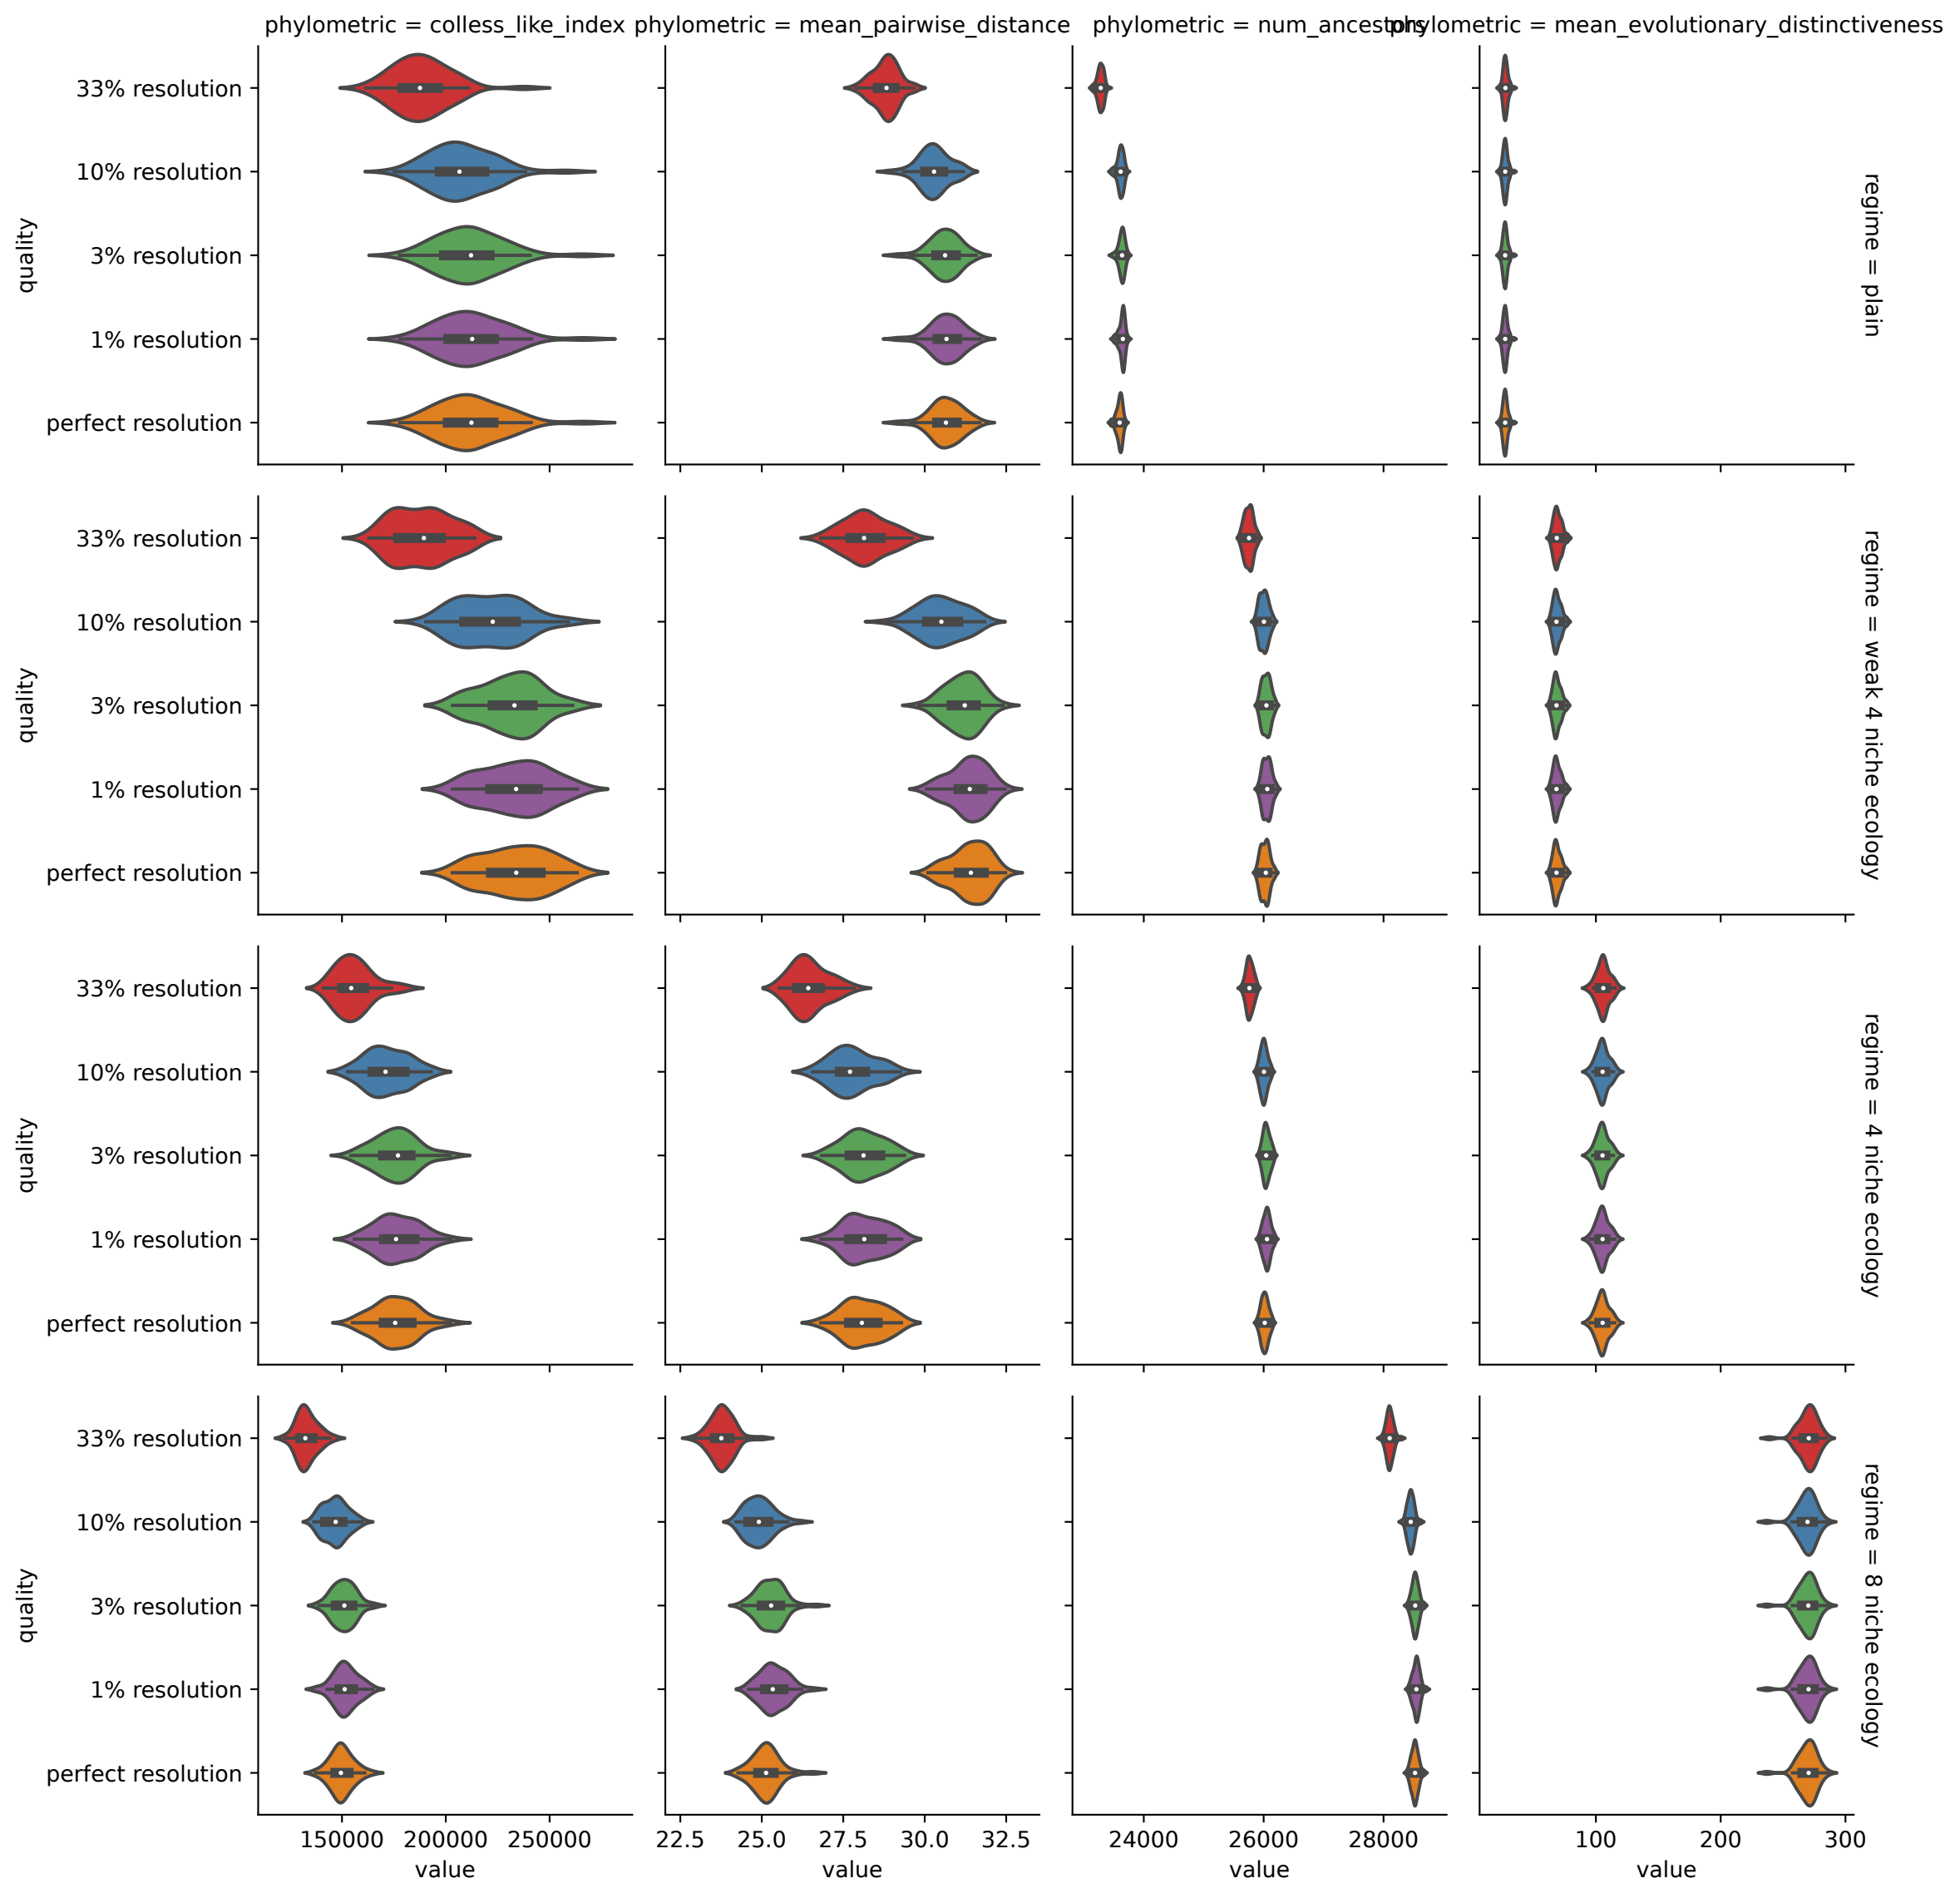 phylometric = colless_like_index
phylometric = mean_pairwise_distance
phylometric = num_ancestors
phylometric = mean_evolutionary_distinctiveness
quality
33% resolution
10% resolution
3% resolution
1% resolution
perfect resolution
regime = plain
quality
33% resolution
10% resolution
3% resolution
1% resolution
perfect resolution
regime = weak 4 niche ecology
quality
33% resolution
10% resolution
3% resolution
1% resolution
perfect resolution
regime = 4 niche ecology
quality
33% resolution
10% resolution
3% resolution
1% resolution
perfect resolution
regime = 8 niche ecology
150000 200000 250000
22.5 25.0 27.5 30.0 32.5
24000 26000 28000
100 200 300
value
value
value
value